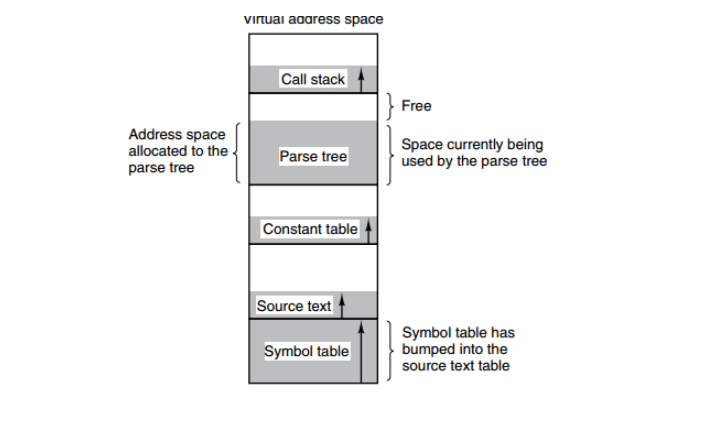 Virtual address space
Call stack
Free
Address space
allocated to the
parse tree
Parse tree
Space currently being
used by the parse tree
Constant table
Source text
Symbol table
Symbol table has
bumped into the
source text table